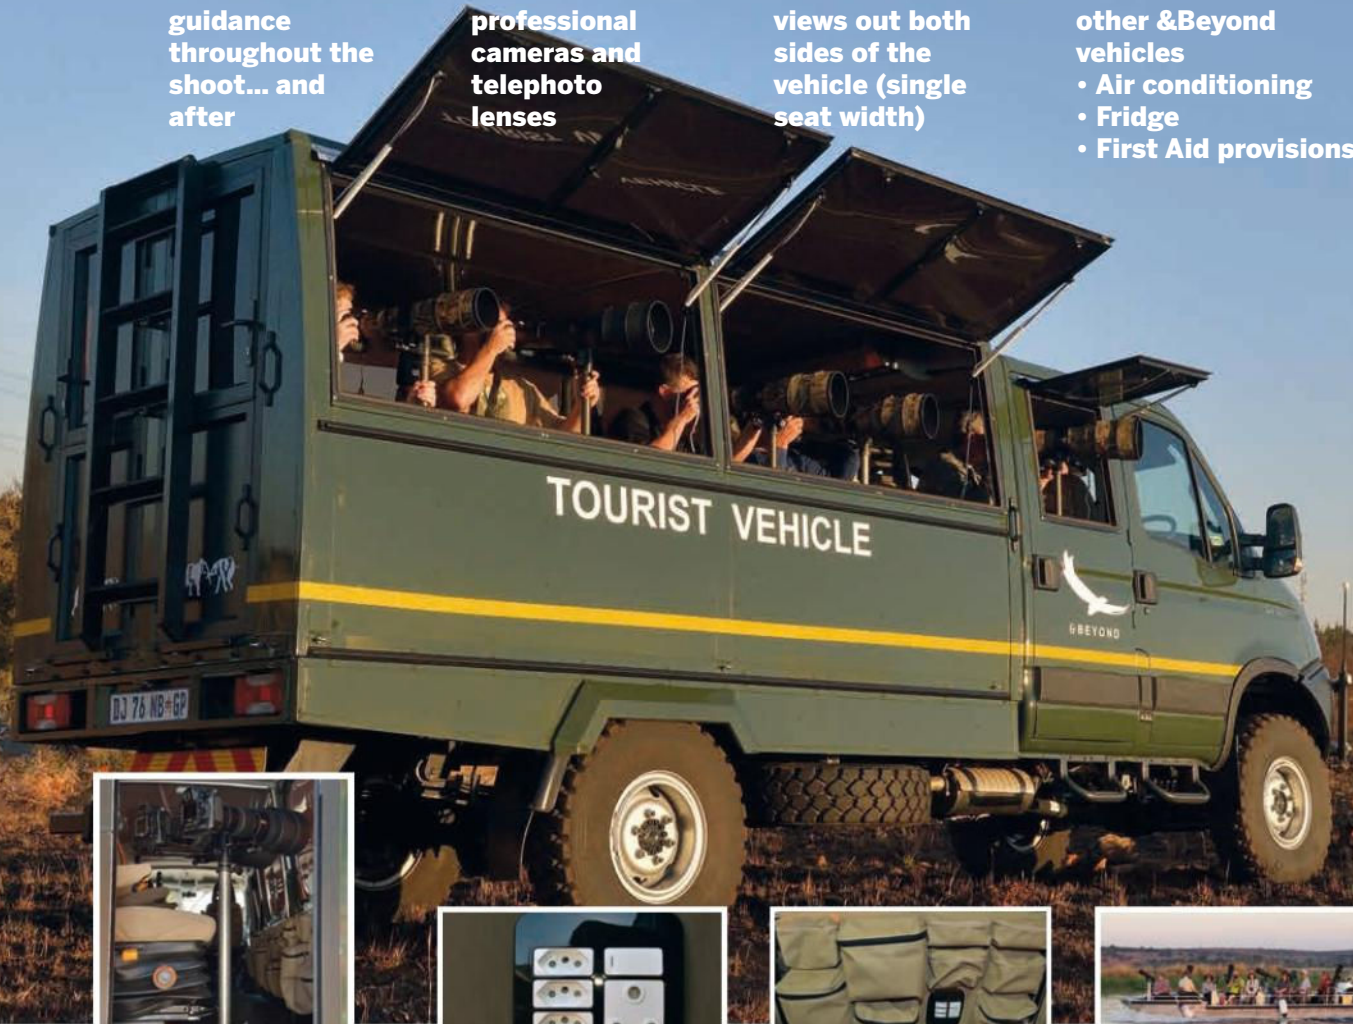 guidance
throughout the
shoot... and
after
professional
cameras and
telephoto
lenses
views out both
sides of the
vehicle (single
seat width)
other &Beyond
vehicles
• Air conditioning
• Fridge
• First Aid provisions
TOURIST VEHICLE
&BEYOND
DJ 76 NB GP